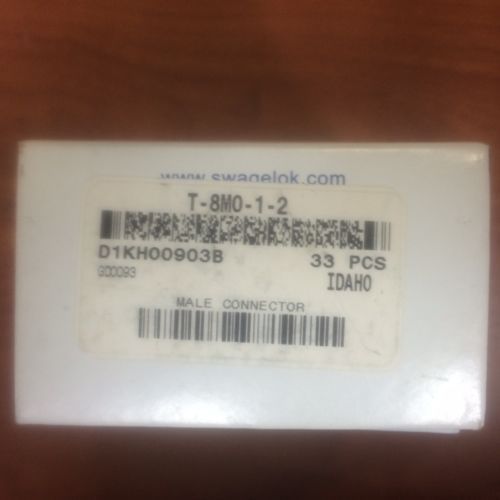 www.swagelok.com
T-8M0-1-2
D1KH00903B 33 PCS
GD0093 IDAHO
MALE CONNECTOR